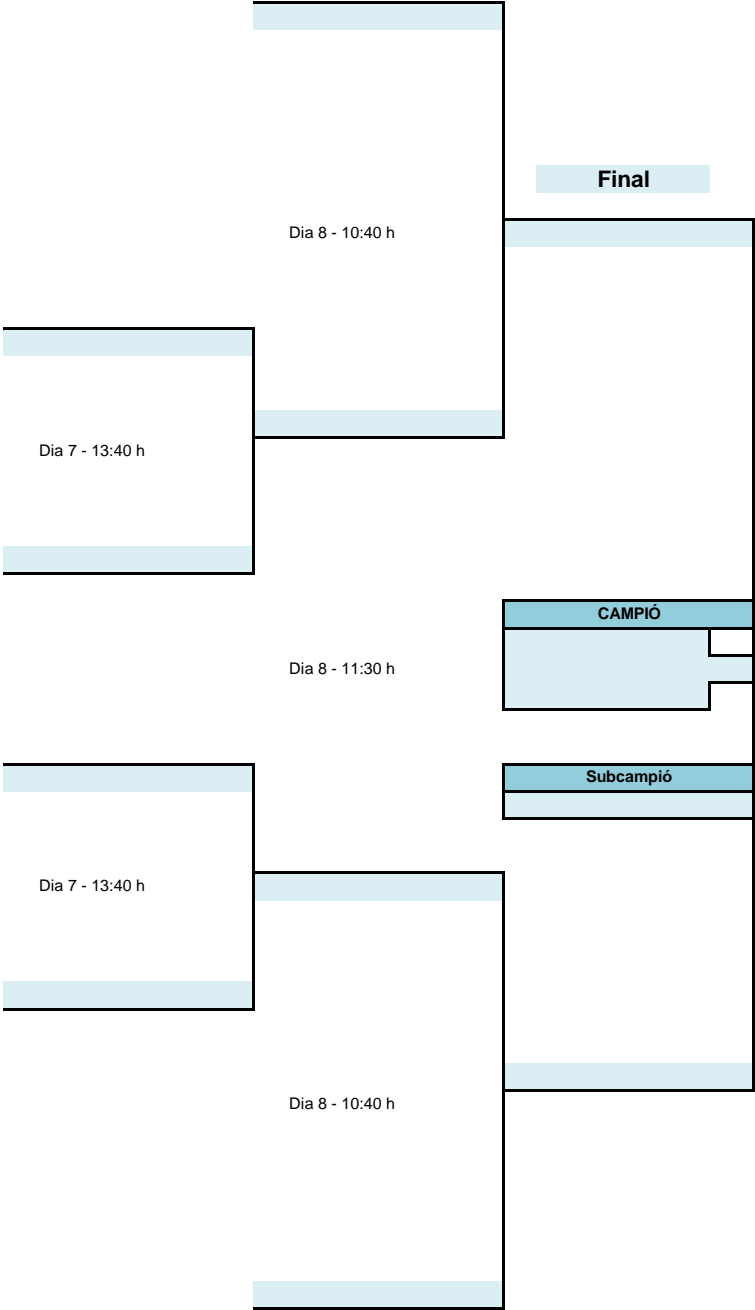 Final
Dia 8 - 10:40 h
Dia 7 - 13:40 h
CAMPIÓ
Dia 8 - 11:30 h
Subcampió
Dia 7 - 13:40 h
Dia 8 - 10:40 h